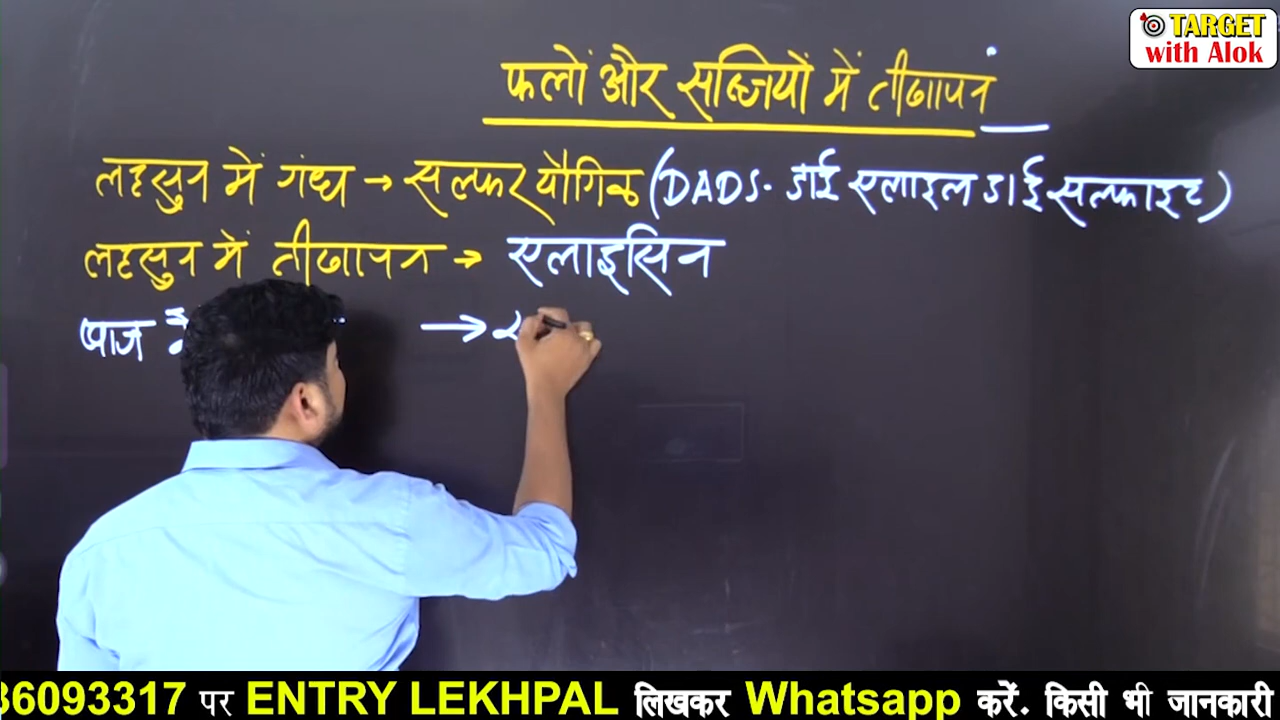 TARGET
with Alok
फलों और सब्जियों में तीक्ष्णापन
लहसुन में गंध → सल्फर यौगिक (DADS - डाई एलाइल डाई सल्फाइड)
लहसुन में तीक्ष्णापन → एलाइसिन
प्याज →
86093317 पर ENTRY LEKHPAL लिखकर Whatsapp करें. किसी भी जानकारी